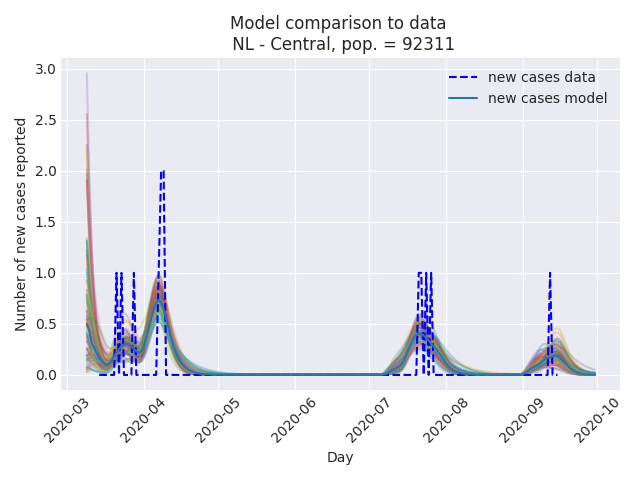 Model comparison to data
NL - Central, pop. = 92311
new cases data
new cases model
Number of new cases reported
3.0
2.5
2.0
1.5
1.0
0.5
0.0
2020-03
2020-04
2020-05
2020-06
2020-07
2020-08
2020-09
2020-10
Day